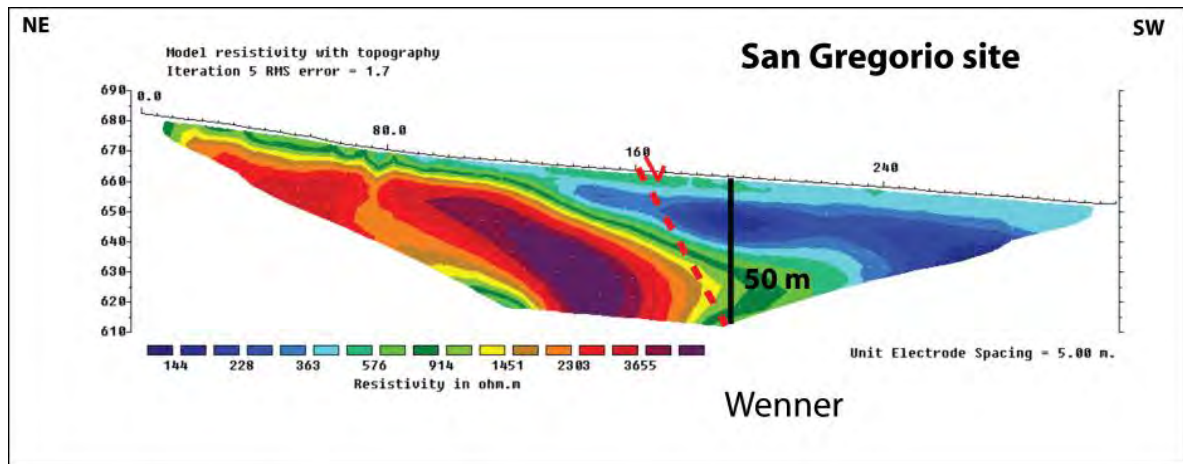 NE
SW
Model resistivity with topography
Iteration 5 RMS error = 1.7
San Gregorio site
690
680
670
660
650
640
630
620
610
0.0
80.0
160
240
50 m
144 228 363 576 914 1451 2303 3655
Resistivity in ohm.m
Unit Electrode Spacing = 5.00 m.
Wenner